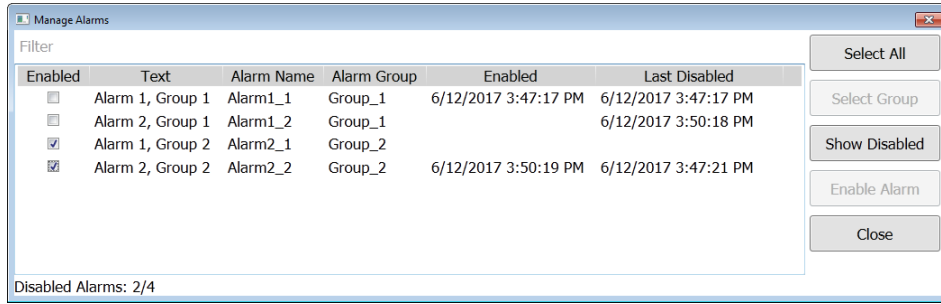 Manage Alarms
Filter
Enabled Text Alarm Name Alarm Group Enabled Last Disabled
Alarm 1, Group 1 Alarm1_1 Group_1 6/12/2017 3:47:17 PM 6/12/2017 3:47:17 PM
Alarm 2, Group 1 Alarm1_2 Group_1 6/12/2017 3:50:18 PM
Alarm 1, Group 2 Alarm2_1 Group_2
Alarm 2, Group 2 Alarm2_2 Group_2 6/12/2017 3:50:19 PM 6/12/2017 3:47:21 PM
Disabled Alarms: 2/4
Select All
Select Group
Show Disabled
Enable Alarm
Close